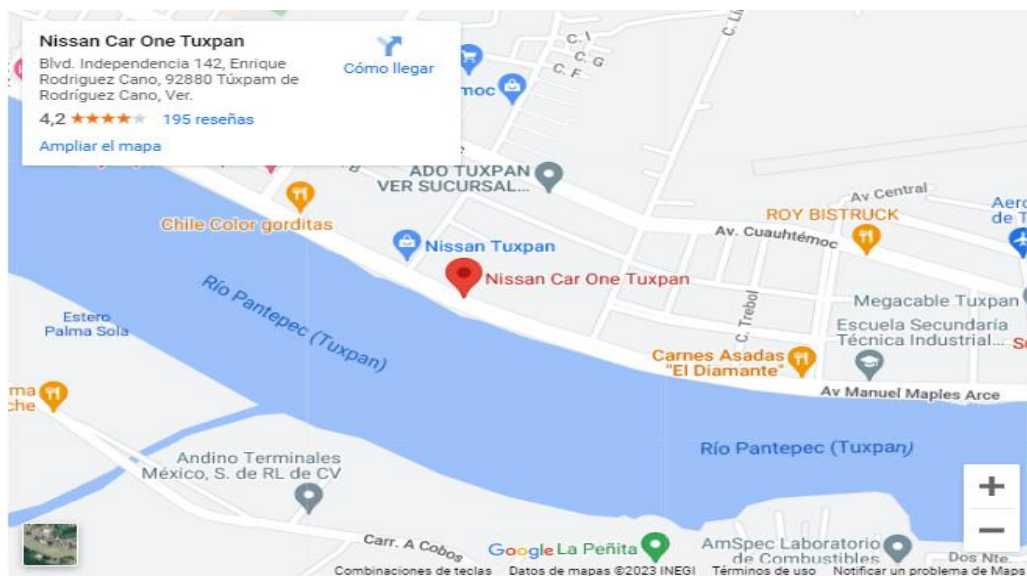 Nissan Car One Tuxpan
Blvd. Independencia 142, Enrique
Rodriguez Cano, 92880 Túxpam de
Rodríguez Cano, Ver.
4,2
195 reseñas
Ampliar el mapa
Cómo llegar
C. I
C. G
C. F
C. L
moc
ADO TUXPAN
VER SUCURSAL...
Av Central
Aero
de T
ROY BISTRUCK
Av. Cuauhtémoc
Chile Color gorditas
Nissan Tuxpan
Nissan Car One Tuxpan
Río Pantepec (Tuxpan)
Megacable Tuxpan
Estero
Palma Sola
C. Trebol
Escuela Secundaria
Técnica Industrial...
Carnes Asadas
"El Diamante"
ma
che
Av Manuel Maples Arce
Río Pantepec (Tuxpan)
Andino Terminales
México, S. de RL de CV
Carr. A Cobos
Google
La Peñita
AmSpec Laboratorio
de Combustibles
Dos Nte.
Combinaciones de teclas
Datos de mapas ©2023 INEGI
Términos de uso
Notificar un problema de Maps